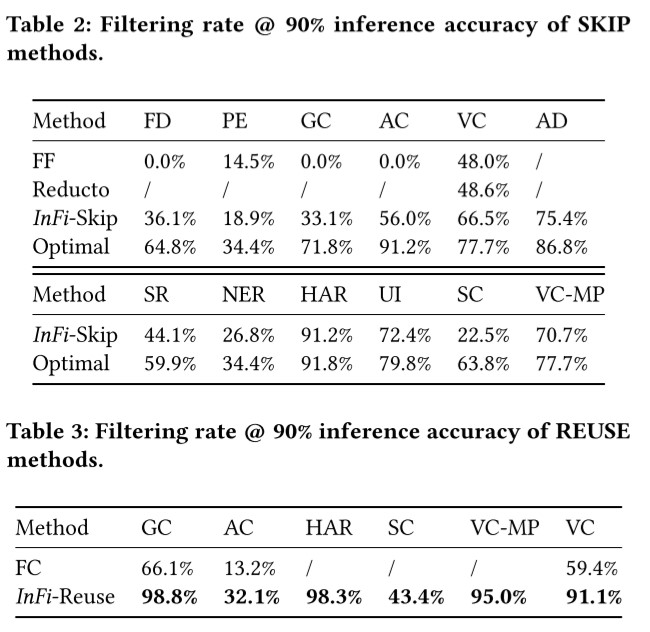 Table 2: Filtering rate @ 90% inference accuracy of SKIP
methods.
Method FD PE GC AC VC AD
FF 0.0% 14.5% 0.0% 0.0% 48.0% /
Reducto / / / / 48.6% /
InFi-Skip 36.1% 18.9% 33.1% 56.0% 66.5% 75.4%
Optimal 64.8% 34.4% 71.8% 91.2% 77.7% 86.8%
Method SR NER HAR UI SC VC-MP
InFi-Skip 44.1% 26.8% 91.2% 72.4% 22.5% 70.7%
Optimal 59.9% 34.4% 91.8% 79.8% 63.8% 77.7%
Table 3: Filtering rate @ 90% inference accuracy of REUSE
methods.
Method GC AC HAR SC VC-MP VC
FC 66.1% 13.2% / / / 59.4%
InFi-Reuse 98.8% 32.1% 98.3% 43.4% 95.0% 91.1%